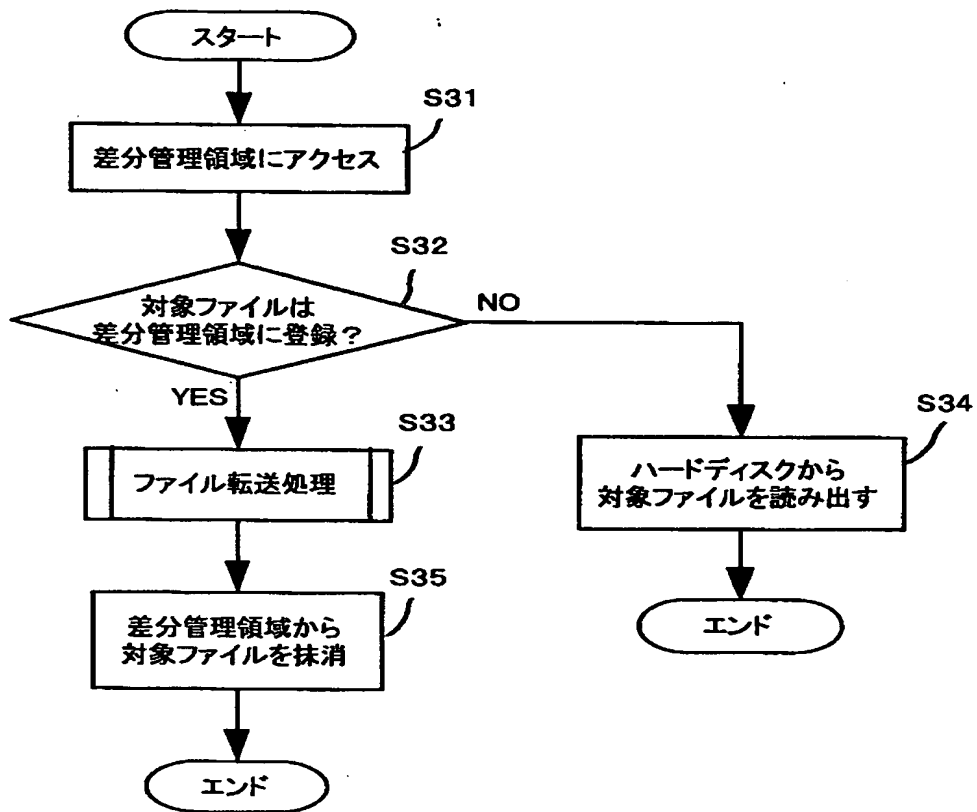 スタート
S31
差分管理領域にアクセス
S32
対象ファイルは
差分管理領域に登録？
NO
YES
S33
ファイル転送処理
S34
ハードディスクから
対象ファイルを読み出す
S35
差分管理領域から
対象ファイルを抹消
エンド
エンド